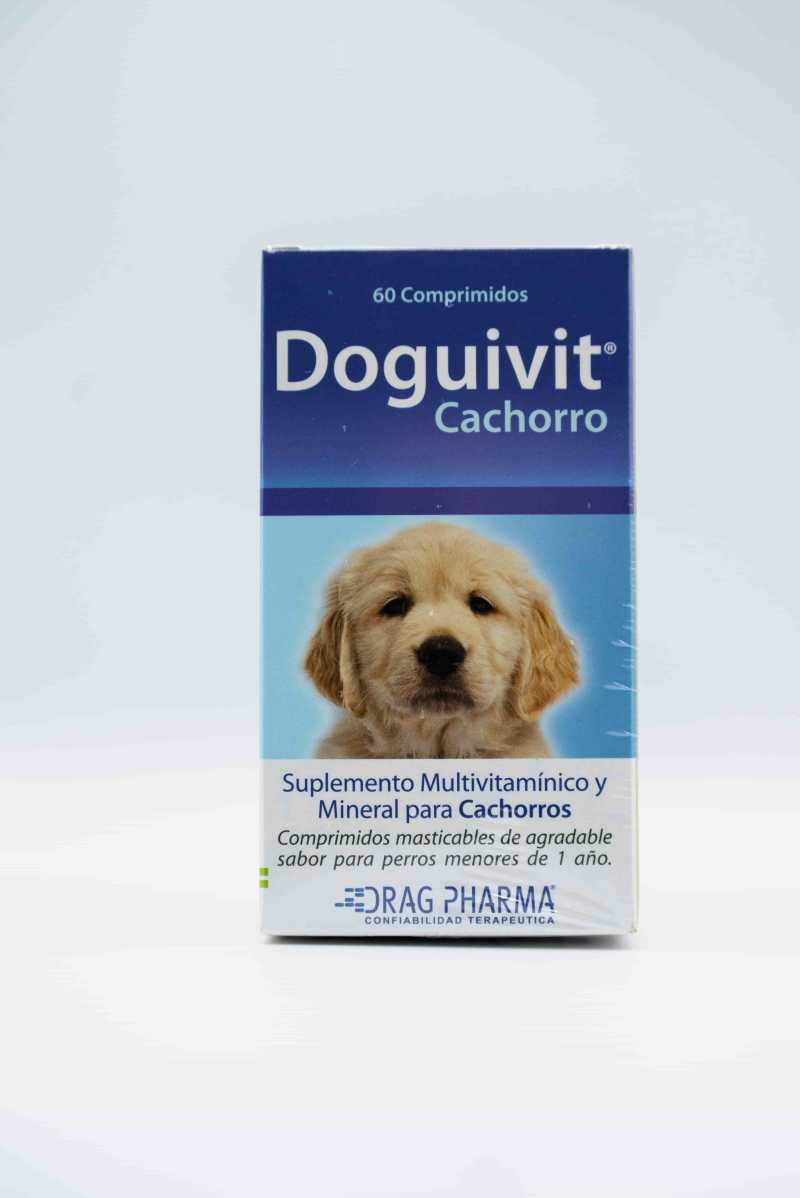 60 Comprimidos
Doguivit®
Cachorro
Suplemento Multivitamínico y
Mineral para Cachorros
Comprimidos masticables de agradable
sabor para perros menores de 1 año.
DRAG PHARMA®
CONFIABILIDAD TERAPEUTICA